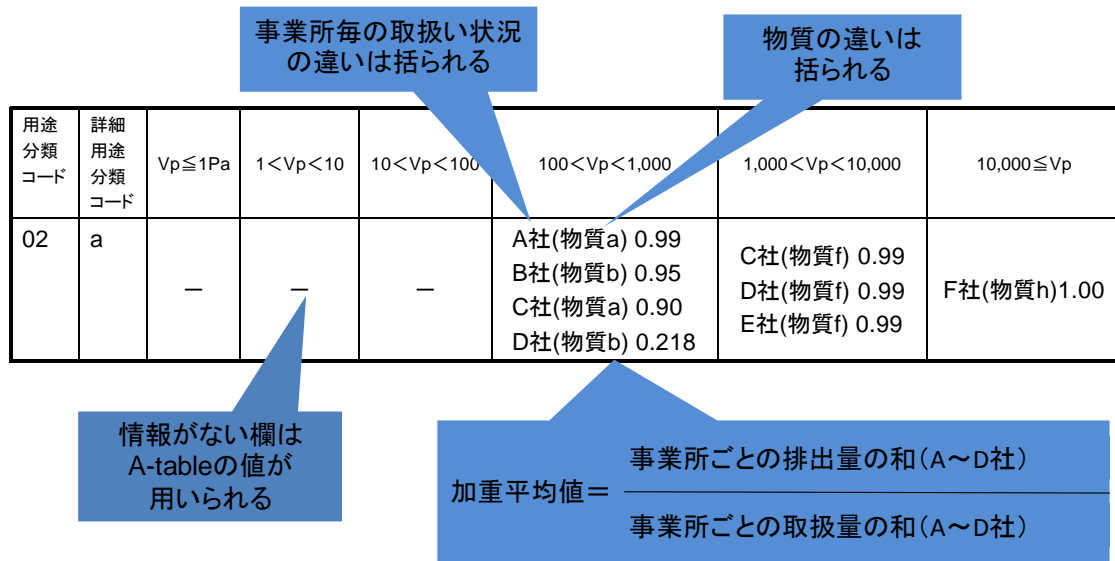 事業所毎の取扱い状況
の違いは括られる
物質の違いは
括られる
用途
分類
コード
詳細
用途
分類
コード
Vp≦1Pa
1<Vp<10
10<Vp<100
100<Vp<1,000
1,000<Vp<10,000
10,000≦Vp
02
a
－
－
－
A社(物質a) 0.99
B社(物質b) 0.95
C社(物質a) 0.90
D社(物質b) 0.218
C社(物質f) 0.99
D社(物質f) 0.99
E社(物質f) 0.99
F社(物質h)1.00
情報がない欄は
A-tableの値が
用いられる
加重平均値＝
事業所ごとの排出量の和(A～D社)
事業所ごとの取扱量の和(A～D社)